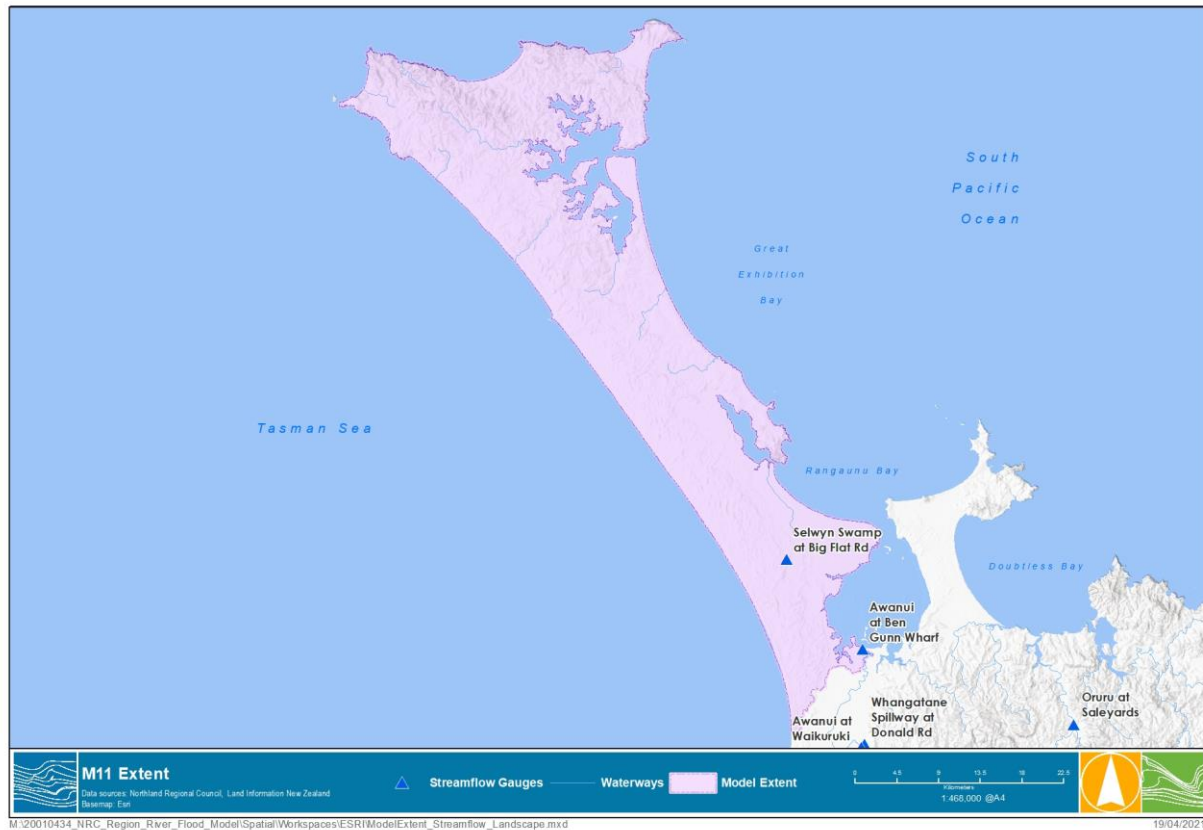 South
Pacific
Ocean
Great
Exhibition
Bay
Tasman Sea
Rangaunu Bay
Selwyn Swamp
at Big Flat Rd
Doubtless Bay
Awanui
at Ben
Gunn Wharf
Whangatane
Spillway at
Donald Rd
Awanui at
Waikuruki
Oruru at
Saleyards
M11 Extent
Data sources: Northland Regional Council, Land Information New Zealand
Basemap: Esri
Streamflow Gauges
Waterways
Model Extent
0 4.5 9 13.5 18 22.5
Kilometers
1:468,000 @A4
M:\20010434_NRC_Region_River_Flood_Model\Spatial\Workspaces\ESRI\ModelExtent_Streamflow_Landscape.mxd
19/04/2021